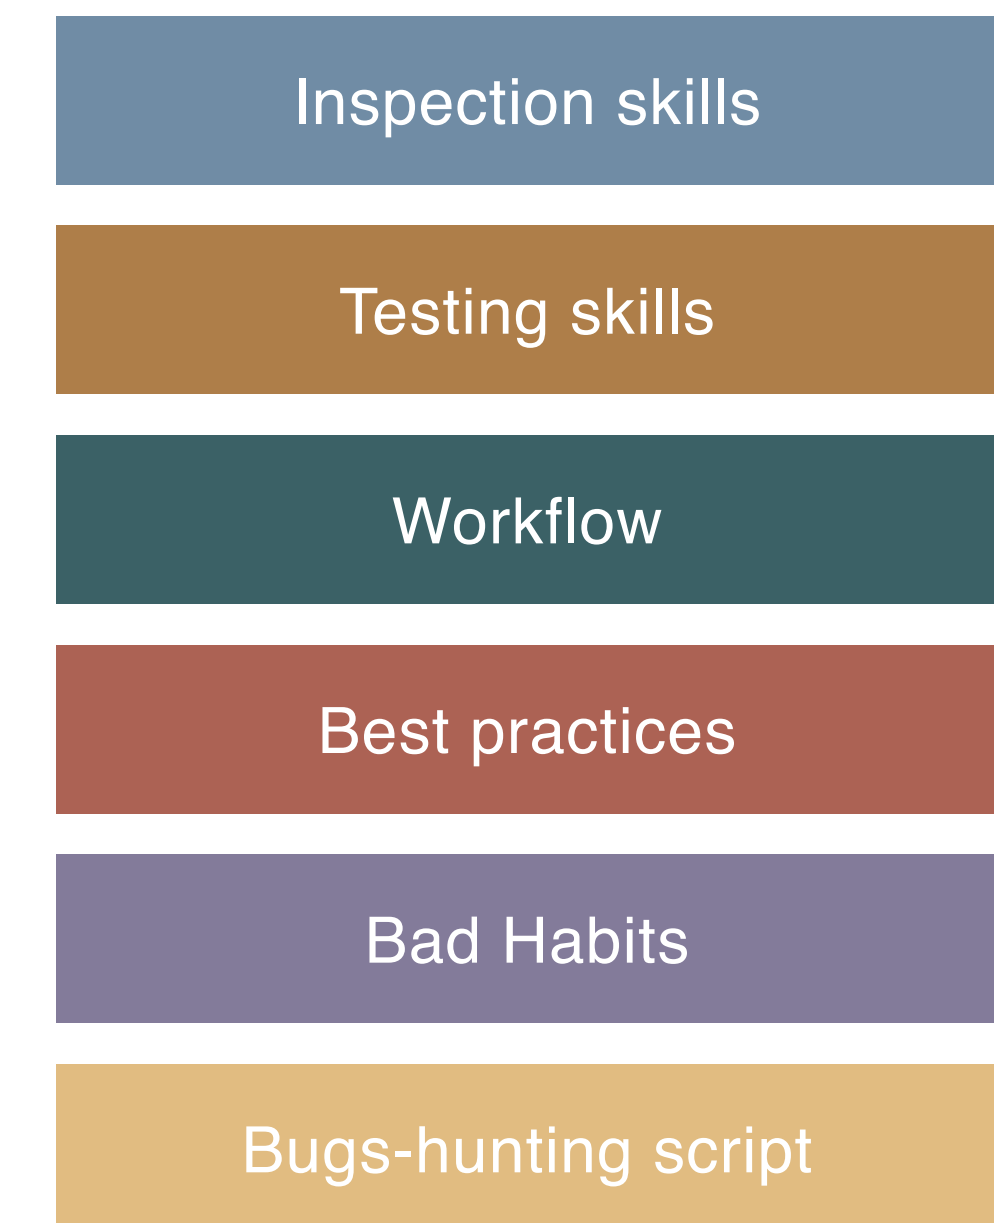 Inspection skills
Testing skills
Workflow
Best practices
Bad Habits
Bugs-hunting script